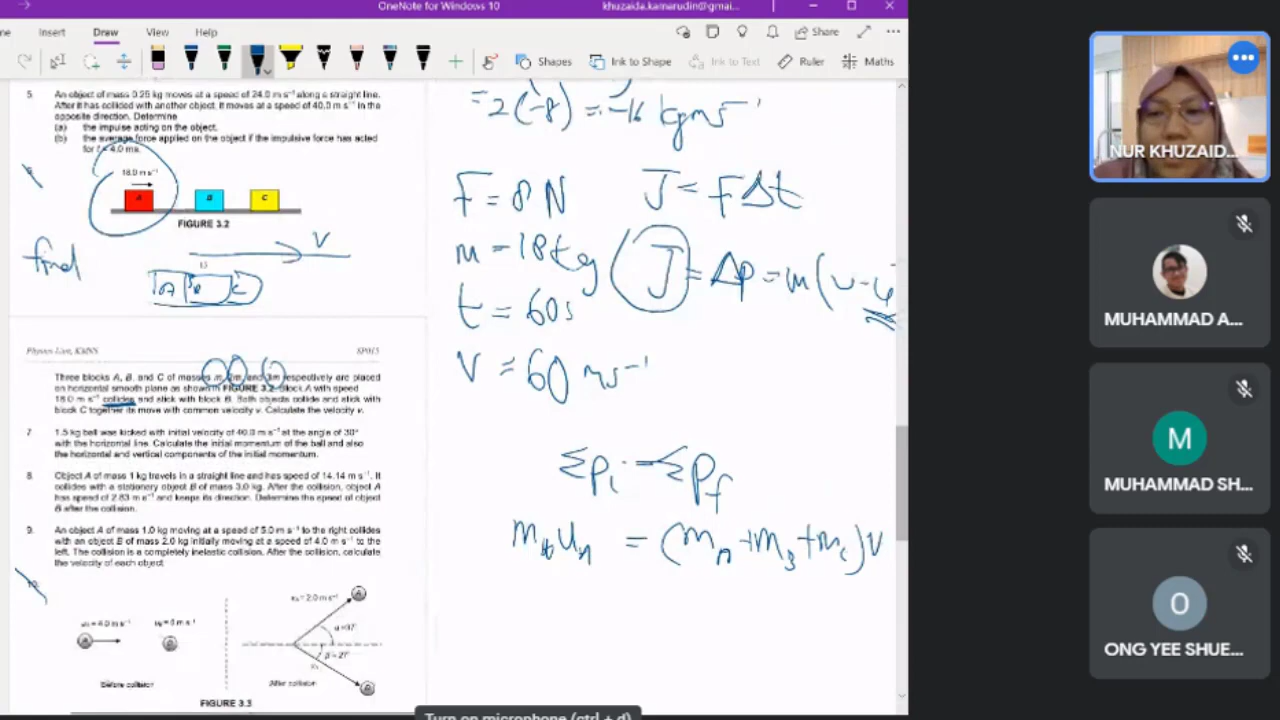 OneNote for Windows 10
khuzaida.kamarudin@gmai...
Insert Draw View Help
Share
Shapes Ink to Shape Ink to Text Ruler Maths
5. An object of mass 0.25 kg moves at a speed of 24.0 m s⁻¹ along a straight line.
After it has collided with another object, it moves at a speed of 40.0 m s⁻¹ in the
opposite direction. Determine
(a) the impulse acting on the object.
(b) the average force applied on the object if the impulsive force has acted
for 4.0 ms.
18.0 m s⁻¹
A B C
FIGURE 3.2
find
V
A B C
Physics Unit, KMNS
SP015
Three blocks A, B, and C of masses m, and respectively are placed
on horizontal smooth plane as shown in FIGURE 3.2. Block A with speed
18.0 m s⁻¹ collides and stick with block B. Both objects collide and stick with
block C together its move with common velocity v. Calculate the velocity v.
7 1.5 kg ball was kicked with initial velocity of 40.0 m s⁻¹ at the angle of 30°
with the horizontal line. Calculate the initial momentum of the ball and also
the horizontal and vertical components of the initial momentum.
8. Object A of mass 1 kg travels in a straight line and has speed of 14.14 m s⁻¹. It
collides with a stationary object B of mass 3.0 kg. After the collision, object A
has speed of 2.83 m s⁻¹ and keeps its direction. Determine the speed of object
B after the collision.
9. An object A of mass 1.0 kg moving at a speed of 5.0 m s⁻¹ to the right collides
with an object B of mass 2.0 kg initially moving at a speed of 4.0 m s⁻¹ to the
left. The collision is a completely inelastic collision. After the collision, calculate
the velocity of each object.
10.
= 4.0 m s⁻¹
= 0 m s⁻¹
= 2.0 m s⁻¹
Before collision
After collision
FIGURE 3.3
= 2(-8) = -16 kgms⁻¹
F = 8 N J = FΔt
m = 18kg J = Δp = m(v-u)
t = 60s
V = 60 ms⁻¹
Σpi = Σpf
mAuA = (mA+mB+mC)V
Turn on microphone (ctrl + d)
NUR KHUZAID...
MUHAMMAD A...
M
MUHAMMAD SH...
O
ONG YEE SHUE...